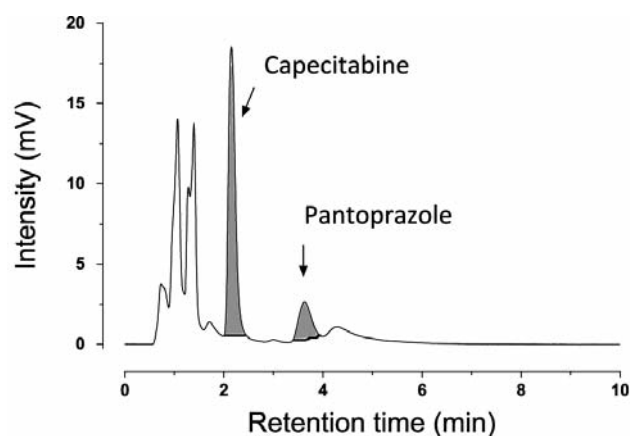 20
Capecitabine
15
Intensity (mV)
10
Pantoprazole
5
0
0 2 4 6 8 10
Retention time (min)